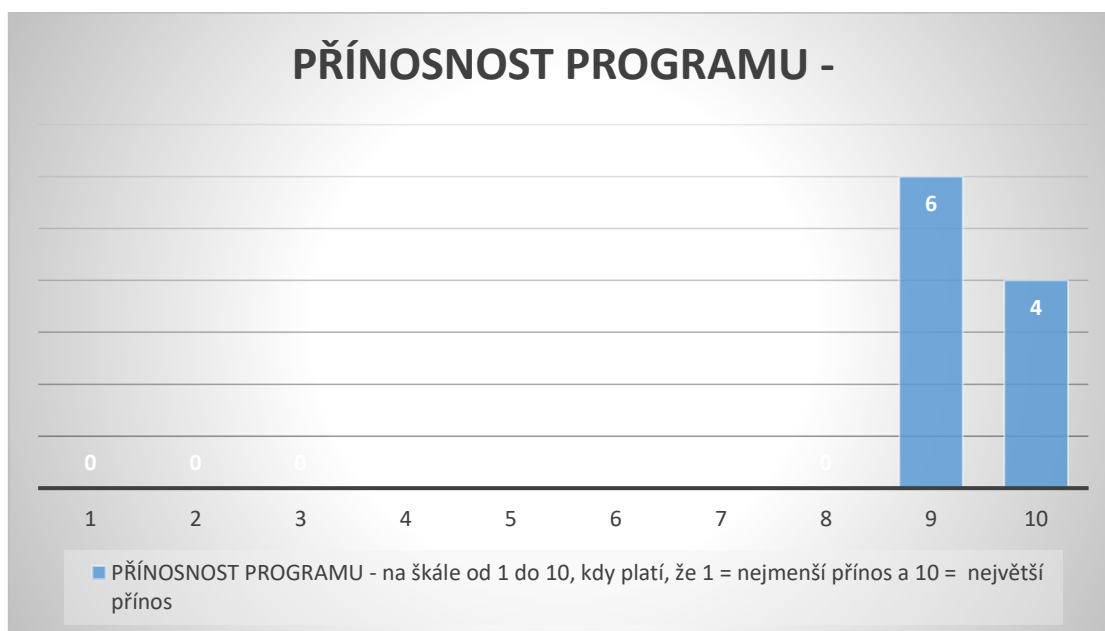 PŘÍNOSNOST PROGRAMU -
6
4
0 0 0 0
1 2 3 4 5 6 7 8 9 10
PŘÍNOSNOST PROGRAMU - na škále od 1 do 10, kdy platí, že 1 = nejmenší přínos a 10 = největší
přínos